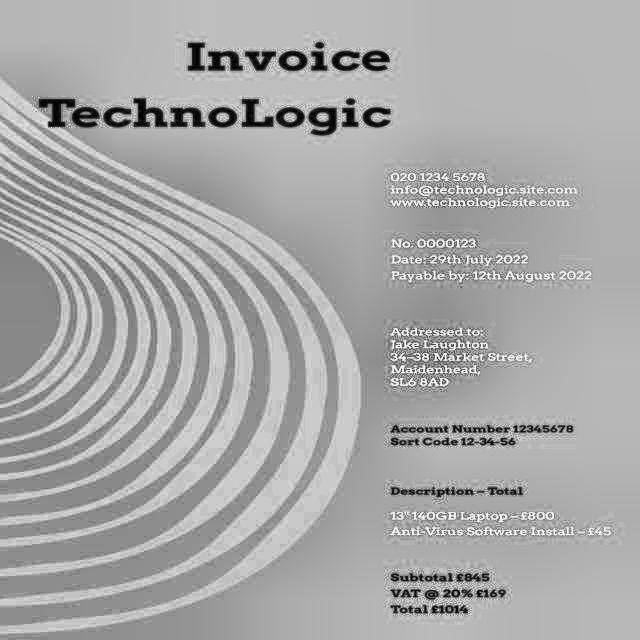 Invoice
TechnoLogic
020 1234 5678
info@technologic.site.com
www.technologic.site.com
No. 0000123
Date: 29th July 2022
Payable by: 12th August 2022
Addressed to:
Jake Laughton
34-38 Market Street,
Maidenhead,
SL6 8AD
Account Number 12345678
Sort Code 12-34-56
Description – Total
13" 140GB Laptop – £800
Anti-Virus Software Install – £45
Subtotal £845
VAT @ 20% £169
Total £1014